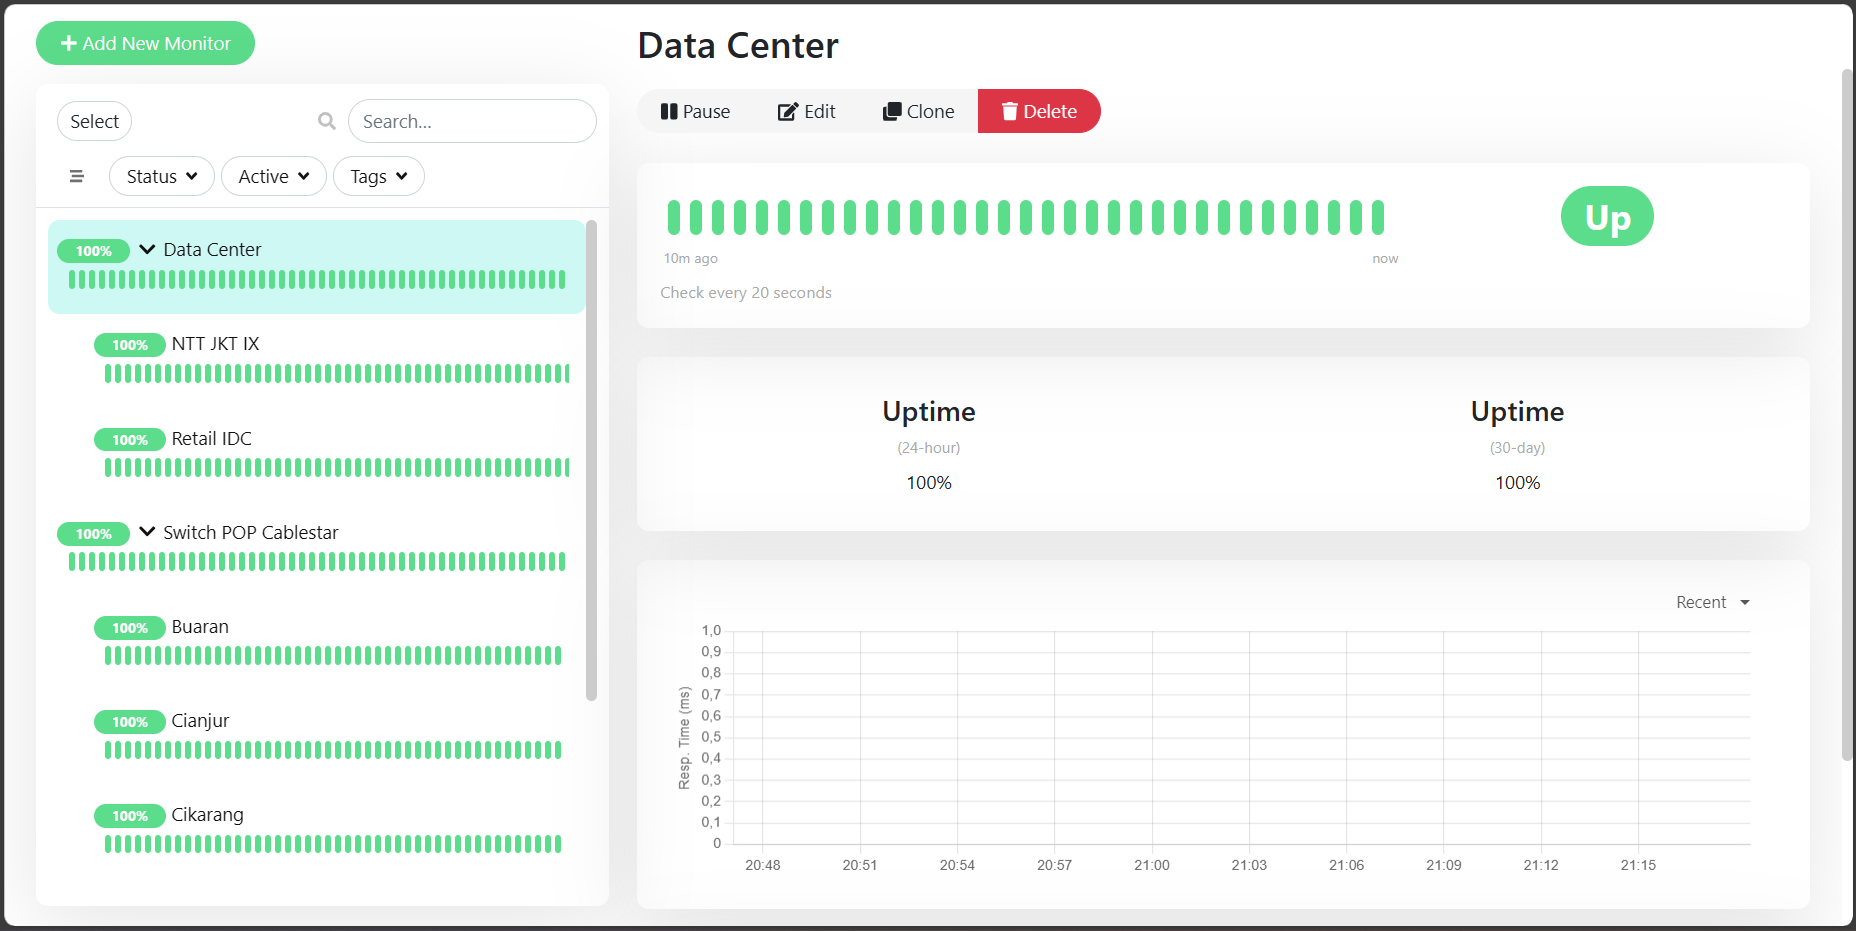 Add New Monitor
Select
Search...
Status
Active
Tags
100%
Data Center
100%
NTT JKT IX
100%
Retail IDC
100%
Switch POP Cablestar
100%
Buaran
100%
Cianjur
100%
Cikarang
Data Center
Pause
Edit
Clone
Delete
Up
10m ago
now
Check every 20 seconds
Uptime
(24-hour)
100%
Uptime
(30-day)
100%
Recent
Resp. Time (ms)
1,0
0,9
0,8
0,7
0,6
0,5
0,4
0,3
0,2
0,1
0
20:48
20:51
20:54
20:57
21:00
21:03
21:06
21:09
21:12
21:15